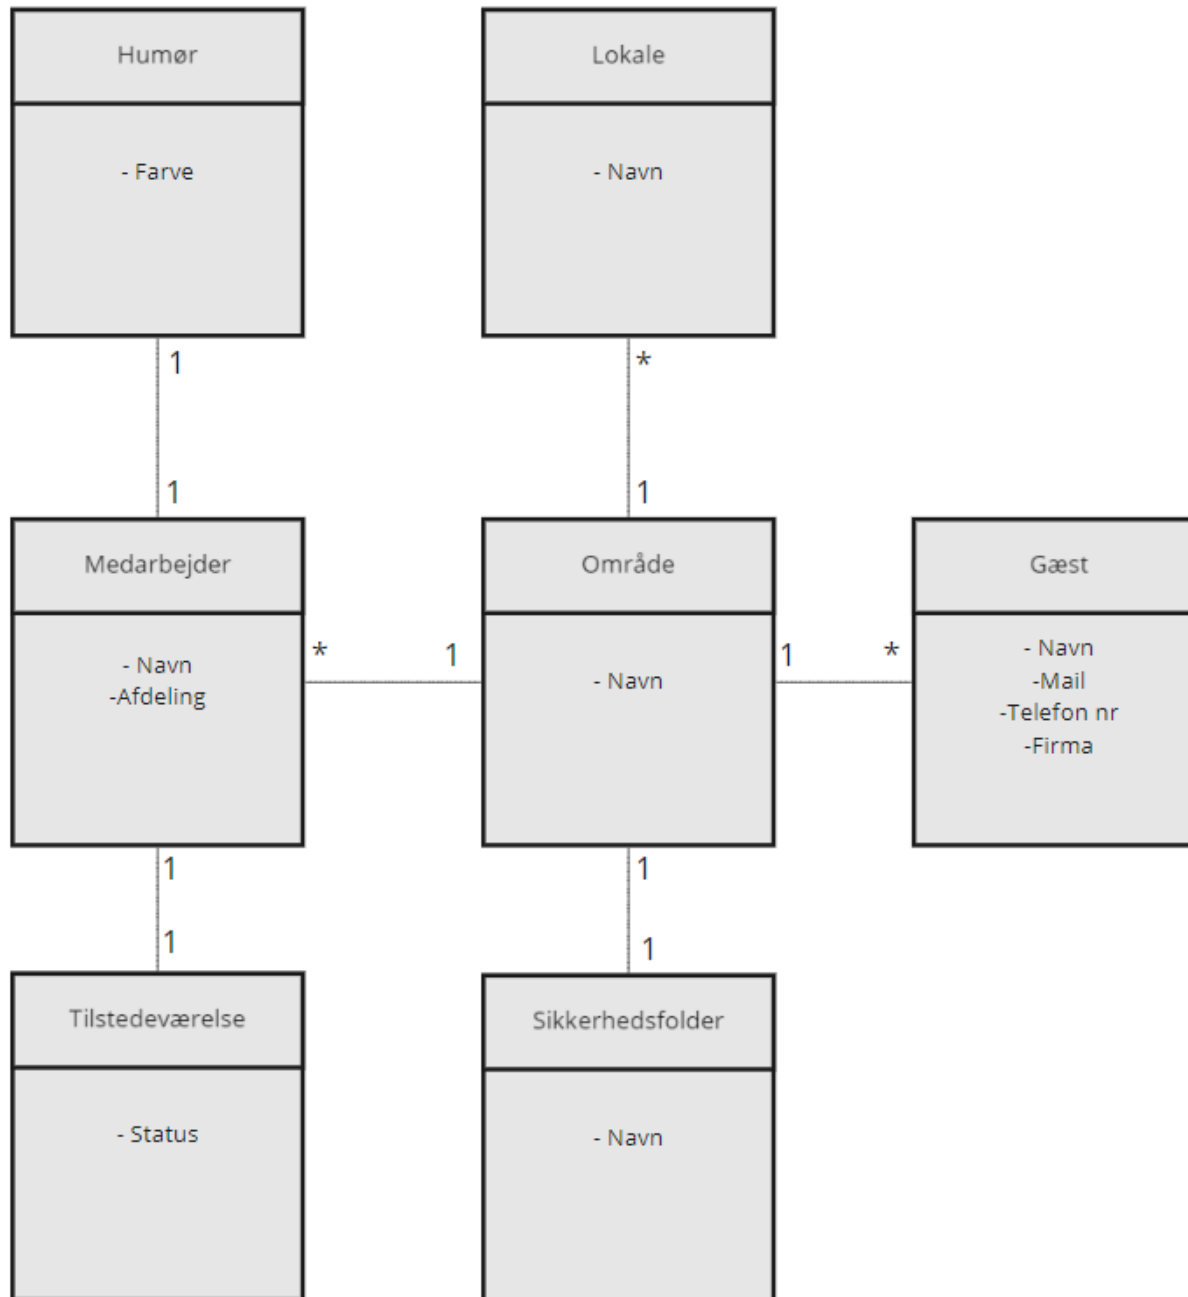 Humør
- Farve
1
1
Lokale
- Navn
*
1
Medarbejder
- Navn
-Afdeling
*
1
Område
- Navn
1
*
Gæst
- Navn
-Mail
-Telefon nr
-Firma
1
1
Tilstedeværelse
- Status
1
1
Sikkerhedsfolder
- Navn